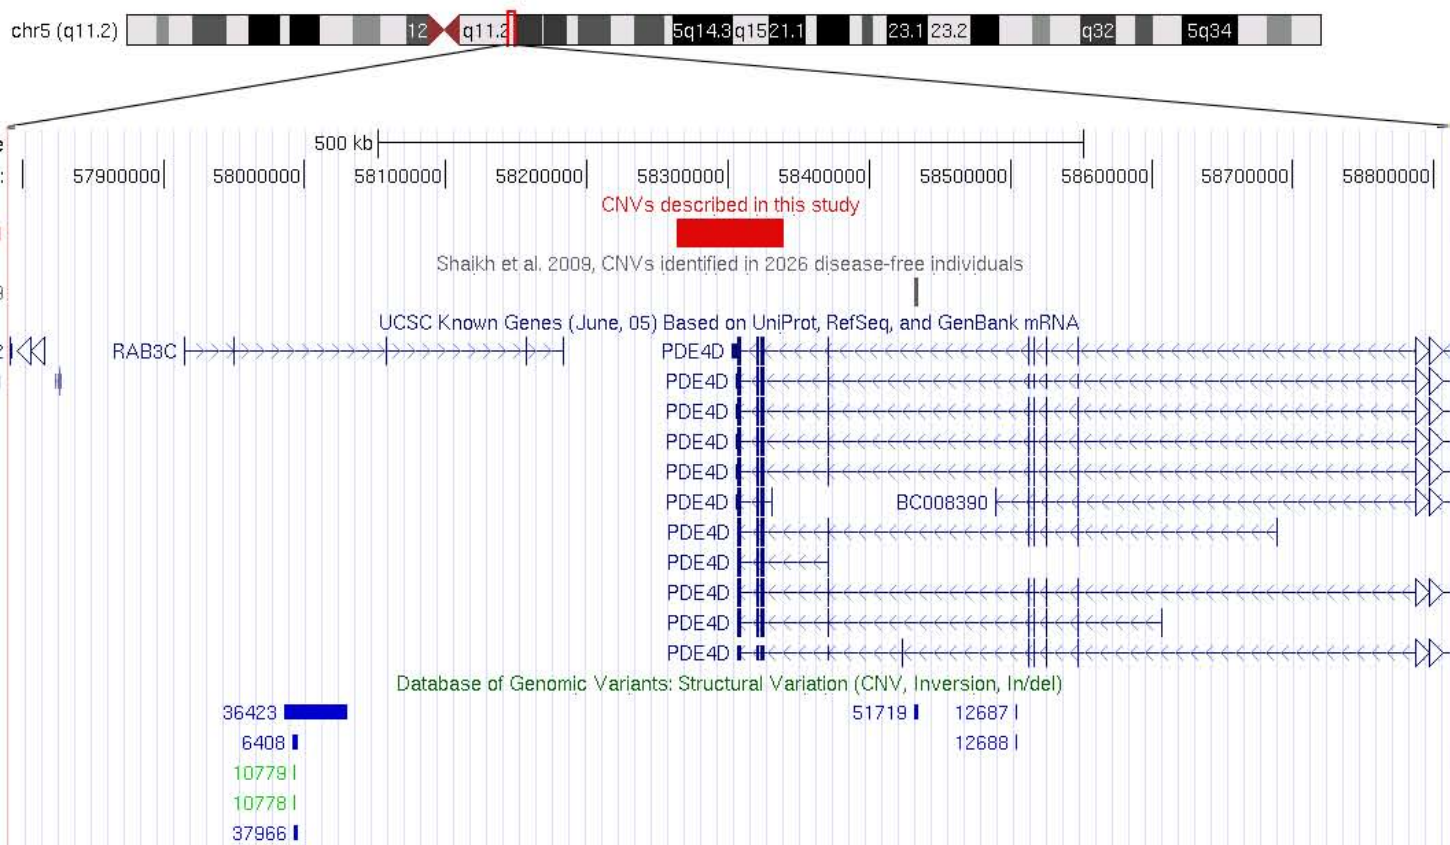 chr5 (q11.2) 12 q11.2 5q14.3 q15 21.1 23.1 23.2 q32 5q34
500 kb
57900000 58000000 58100000 58200000 58300000 58400000 58500000 58600000 58700000 58800000
CNVs described in this study
Shaikh et al. 2009, CNVs identified in 2026 disease-free individuals
UCSC Known Genes (June, 05) Based on UniProt, RefSeq, and GenBank mRNA
RAB3C PDE4D
PDE4D
PDE4D
PDE4D
PDE4D
PDE4D BC008390
PDE4D
PDE4D
PDE4D
PDE4D
PDE4D
Database of Genomic Variants: Structural Variation (CNV, Inversion, In/del)
36423 51719 12687
6408 12688
10779
10778
37966